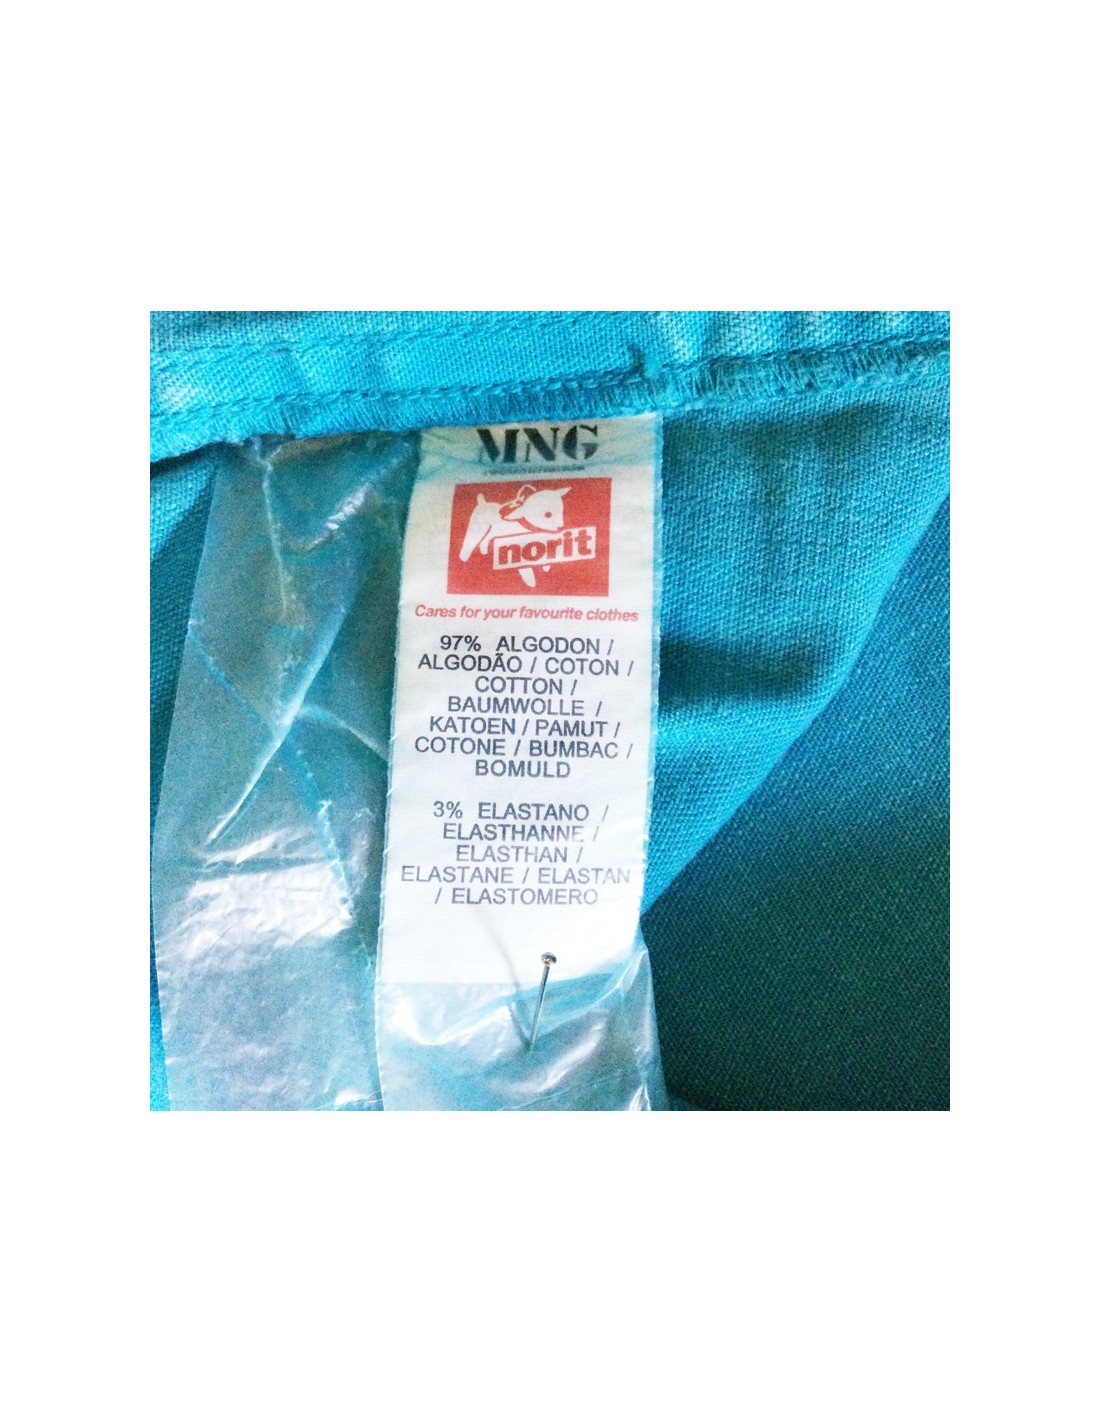 MNG
norit
Cares for your favourite clothes
97% ALGODON /
ALGODÃO / COTON /
COTTON /
BAUMWOLLE /
KATOEN / PAMUT /
COTONE / BUMBAC /
BOMULD
3% ELASTANO /
ELASTHANNE /
ELASTHAN /
ELASTANE / ELASTAN
/ ELASTOMERO